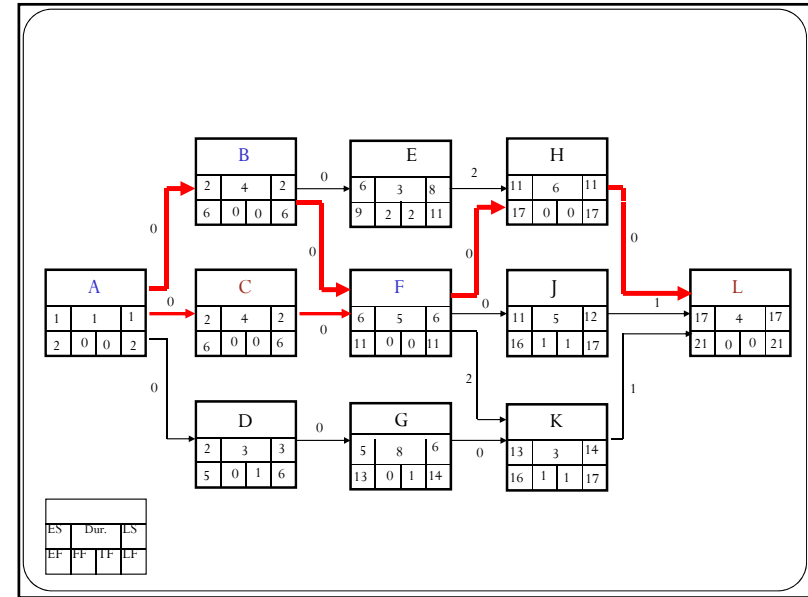 B E H
2 4 2 0 6 3 8 2 11 6 11
6 0 0 6 9 2 2 11 17 0 0 17
0 0 0 0
A 0 C F 0 J L
1 1 1 2 4 2 0 6 5 6 11 5 12 1 17 4 17
2 0 0 2 6 0 0 6 11 0 0 11 16 1 1 17 21 0 0 21
0 2 1
D 0 G K
2 3 3 5 8 6 0 13 3 14
5 0 1 6 13 0 1 14 16 1 1 17
ES Dur. LS
EF FF TF LF